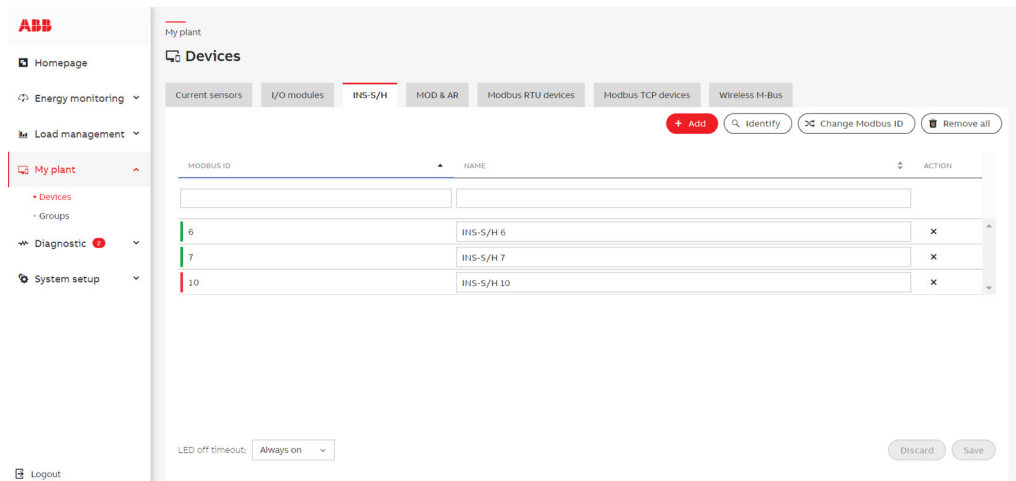 ABB
Homepage
Energy monitoring
Load management
My plant
• Devices
- Groups
Diagnostic 2
System setup
Logout
My plant
Devices
Current sensors I/O modules INS-S/H MOD & AR Modbus RTU devices Modbus TCP devices Wireless M-Bus
+ Add Identify Change Modbus ID Remove all
MODBUS ID NAME ACTION
6 INS-S/H 6 ×
7 INS-S/H 7 ×
10 INS-S/H 10 ×
LED off timeout: Always on Discard Save